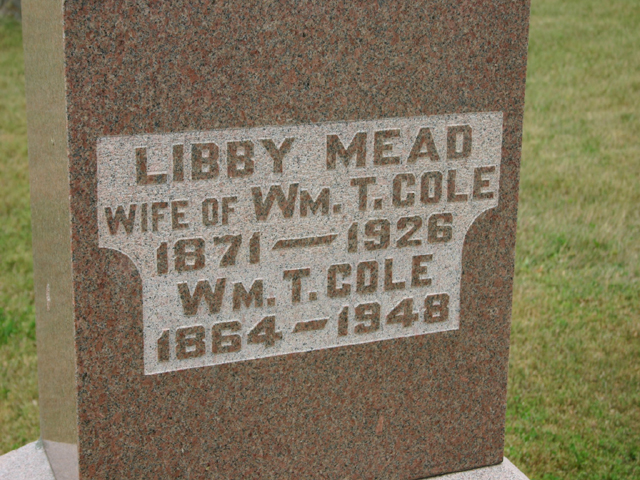 LIBBY MEAD
WIFE OF WM. T. COLE
1871 — 1926
WM. T. COLE
1864 — 1948